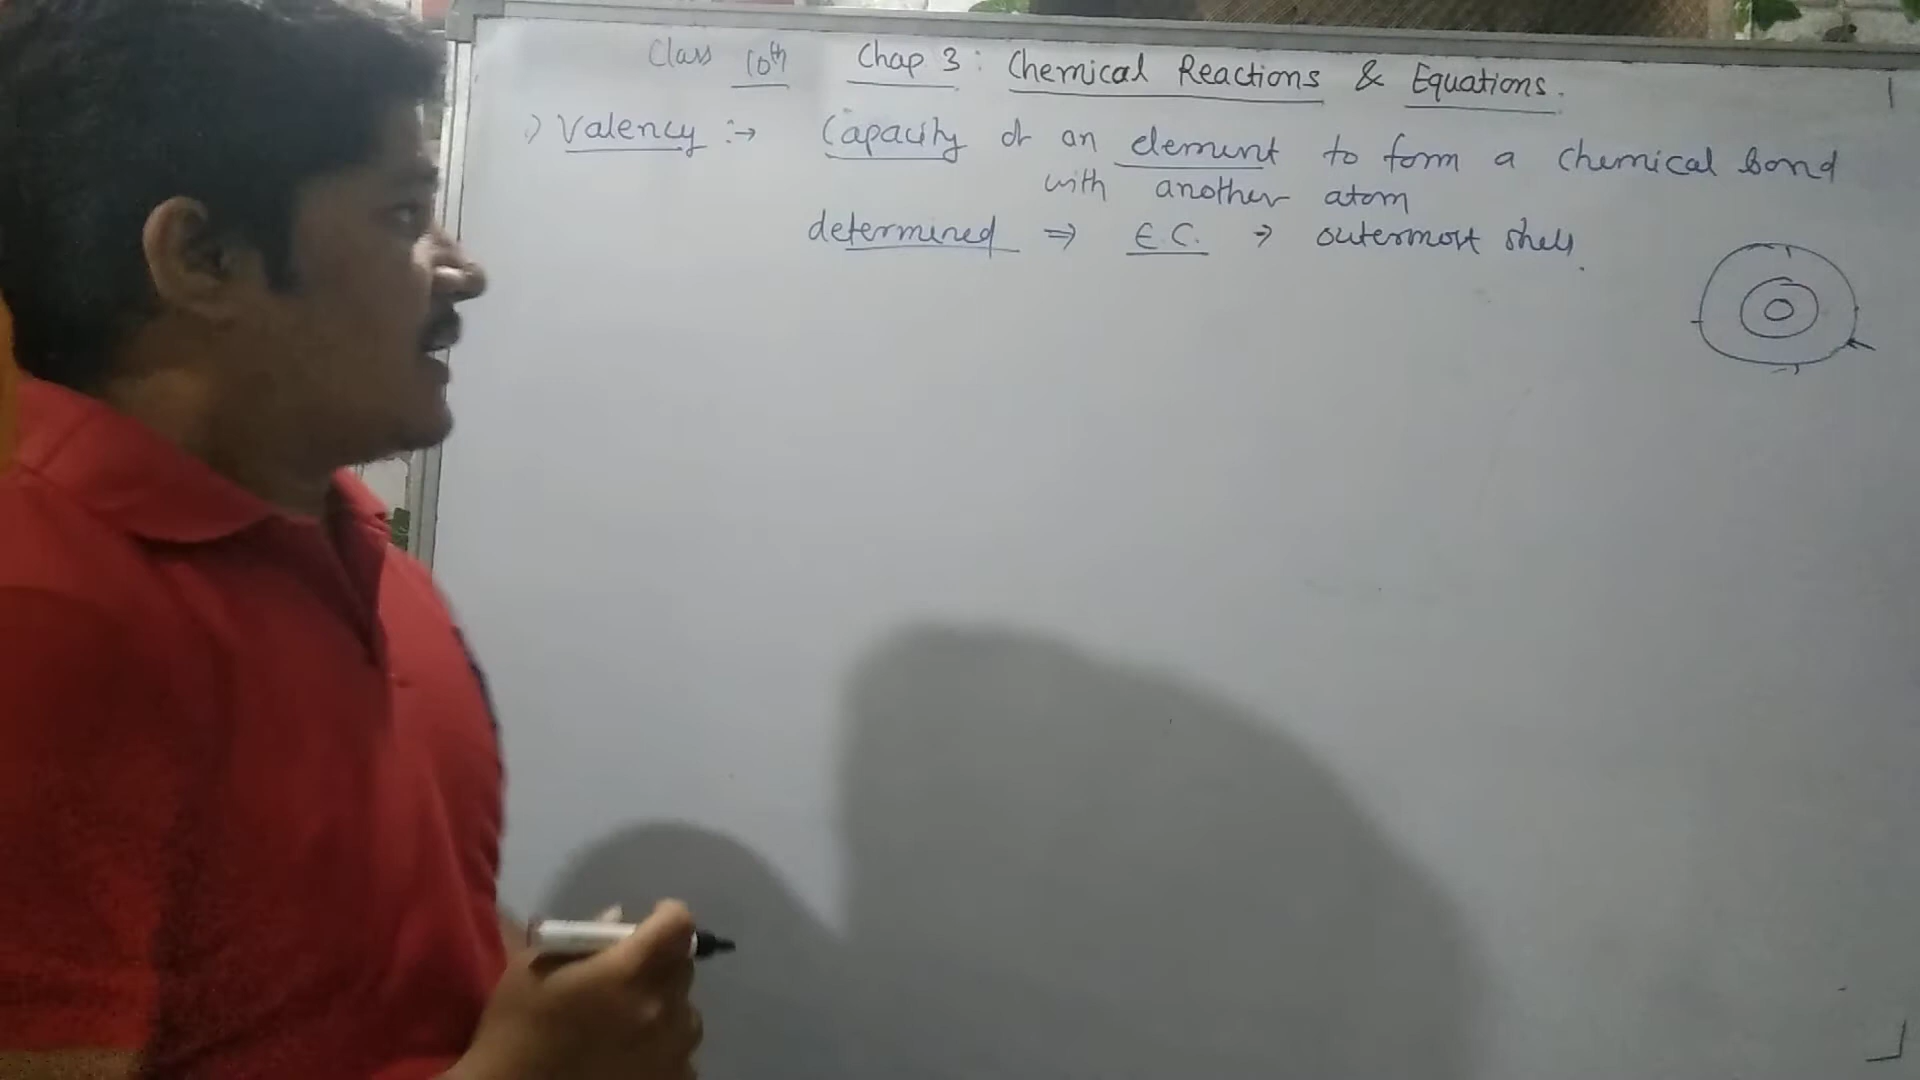 Class 10th Chap 3: Chemical Reactions & Equations.
1) Valency :→ Capacity of an element to form a chemical bond
with another atom
determined ⇒ E.C. → outermost shell.